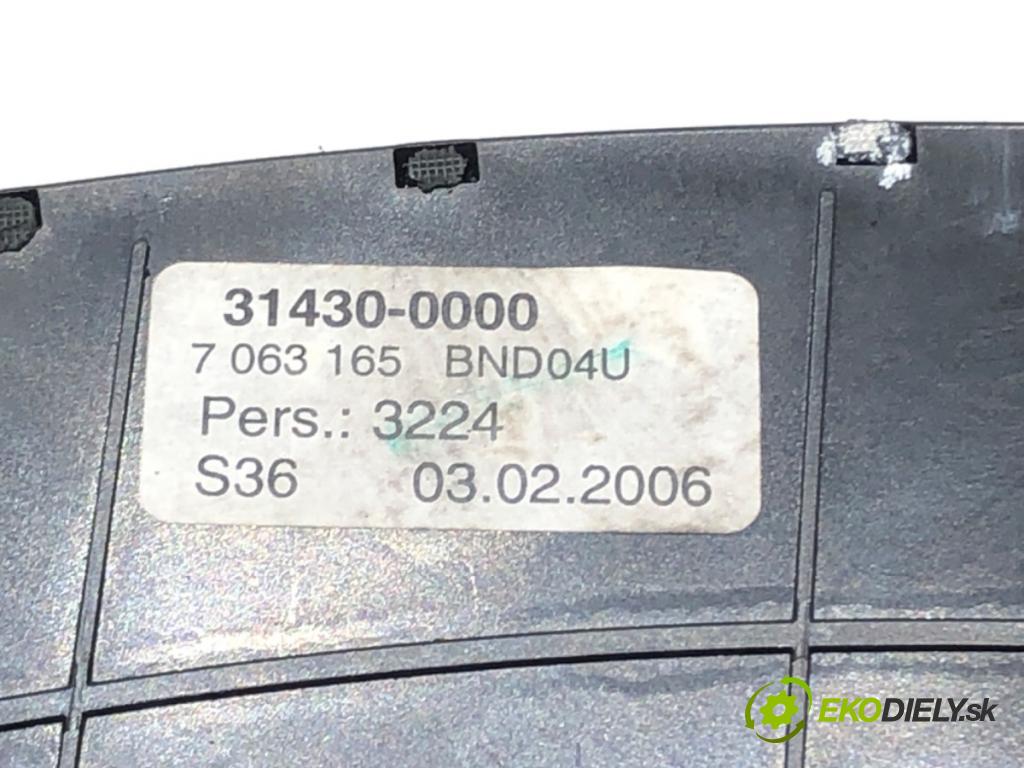 31430-0000
7 063 165 BND04U
Pers.: 3224
S36 03.02.2006
EKODIELY.sk